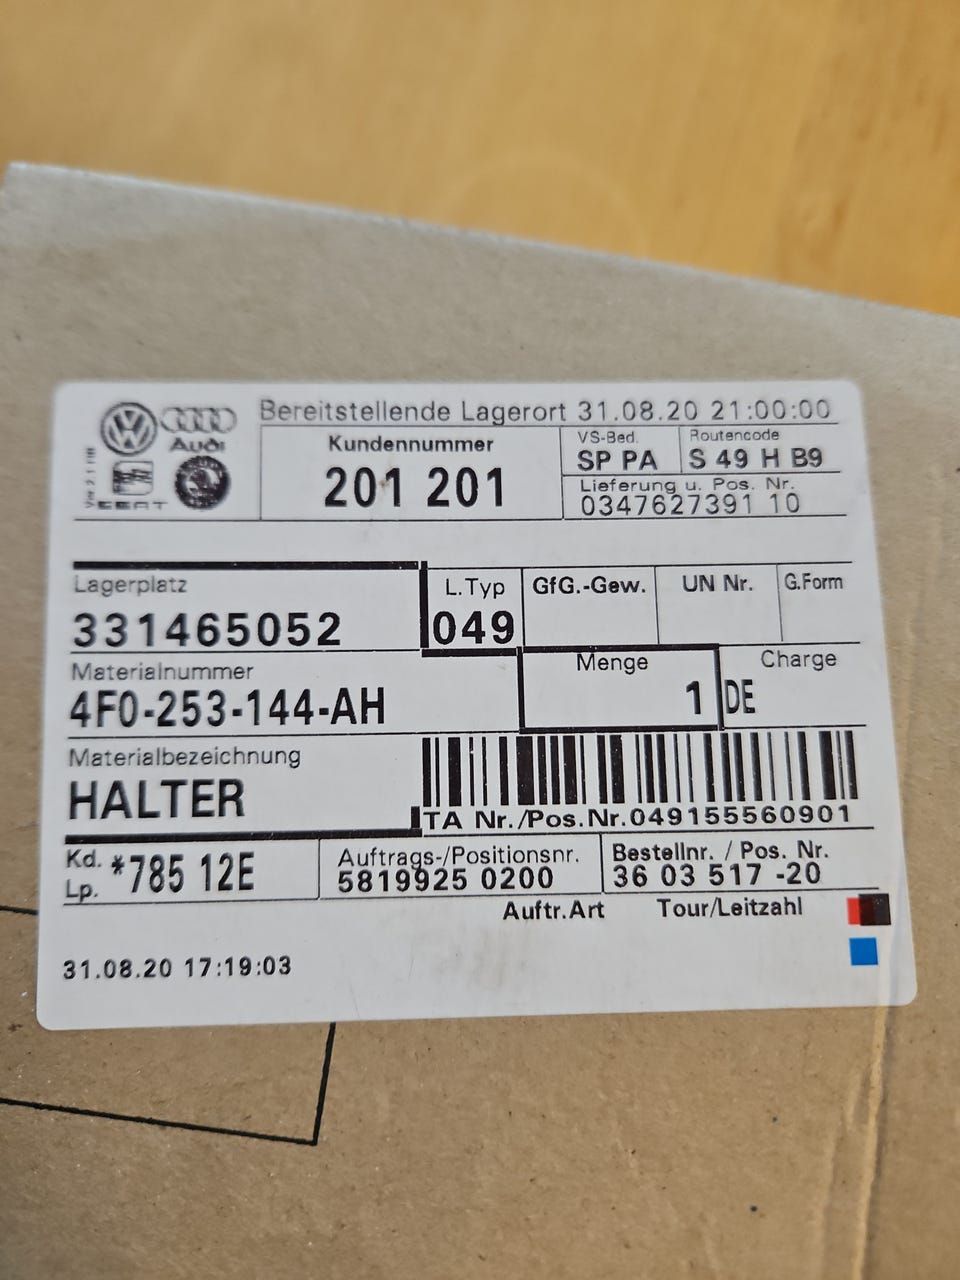 Bereitstellende Lagerort 31.08.20 21:00:00
Audi
SEAT
Kundennummer
201 201
VS-Bed.
SP PA
Routencode
S 49 H B9
Lieferung u. Pos. Nr.
0347627391 10
Lagerplatz
331465052
L.Typ
049
GfG.-Gew.
UN Nr.
G.Form
Materialnummer
4F0-253-144-AH
Menge
1
Charge
DE
Materialbezeichnung
HALTER
TA Nr./Pos.Nr.049155560901
Kd.
Lp.
*785 12E
Auftrags-/Positionsnr.
5819925 0200
Bestellnr. / Pos. Nr.
36 03 517 -20
Auftr.Art
Tour/Leitzahl
31.08.20 17:19:03